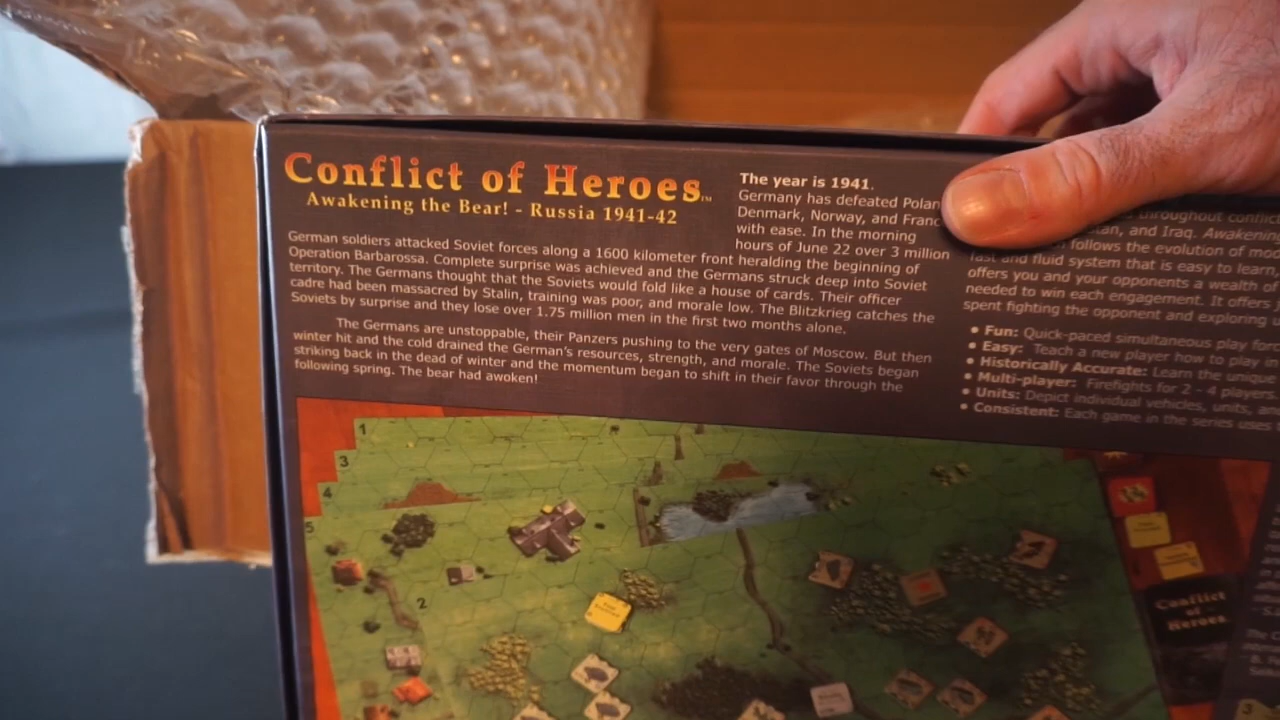 Conflict of Heroes™
Awakening the Bear! - Russia 1941-42
The year is 1941.
Germany has defeated
Denmark, Norway, and
with ease. In the morning
hours of June 22 over 3 million
German soldiers attacked Soviet forces along a 1600 kilometer front heralding the beginning of
Operation Barbarossa. Complete surprise was achieved and the Germans struck deep into Soviet
territory. The Germans thought that the Soviets would fold like a house of cards. Their officer
cadre had been massacred by Stalin, training was poor, and morale low. The Blitzkrieg catches the
Soviets by surprise and they lose over 1.75 million men in the first two months alone.
The Germans are unstoppable, their Panzers pushing to the very gates of Moscow. But then
winter hit and the cold drained the German's resources, strength, and morale. The Soviets began
striking back in the dead of winter and the momentum began to shift in their favor through the
following spring. The bear had awoken!
throughout
and Iraq.
follows the evolution of
fast and fluid system that is easy to learn
offers you and your opponents a wealth of
needed to win each engagement. It offers
spent fighting the opponent and exploring
• Fun: Quick-paced simultaneous play
• Easy: Teach a new player how to play
• Historically Accurate: Learn the unique
• Multi-player: Firefights for 2 - 4 players
• Units: Depict individual vehicles, units,
• Consistent: Each game in the series uses
1
3
4
5
2
Conflict
of
Heroes
3